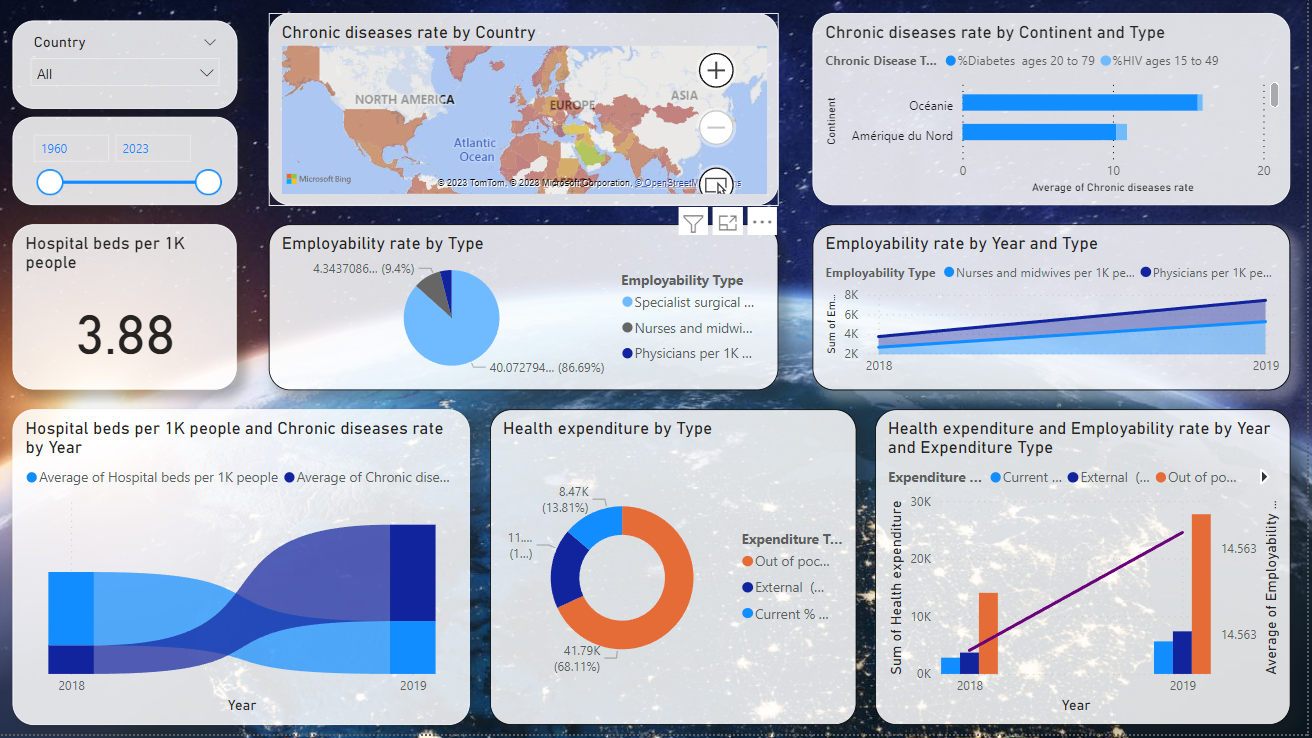 Country
All
1960
2023
Hospital beds per 1K
people
3.88
Chronic diseases rate by Country
NORTH AMERICA
EUROPE
ASIA
Atlantic
Ocean
Microsoft Bing
© 2023 TomTom, © 2023 Microsoft Corporation, © OpenStreetM
Chronic diseases rate by Continent and Type
Chronic Disease T... %Diabetes ages 20 to 79 %HIV ages 15 to 49
Continent
Océanie
Amérique du Nord
0 10 20
Average of Chronic diseases rate
Employability rate by Type
4.3437086... (9.4%)
40.072794... (86.69%)
Employability Type
Specialist surgical ...
Nurses and midwi...
Physicians per 1K ...
Employability rate by Year and Type
Employability Type Nurses and midwives per 1K pe... Physicians per 1K pe...
Sum of Em...
8K
6K
4K
2K
2018 2019
Hospital beds per 1K people and Chronic diseases rate
by Year
Average of Hospital beds per 1K people Average of Chronic dise...
2018 2019
Year
Health expenditure by Type
8.47K
(13.81%)
11....
(1...)
41.79K
(68.11%)
Expenditure T...
Out of poc...
External (...
Current % ...
Health expenditure and Employability rate by Year
and Expenditure Type
Expenditure ... Current ... External (... Out of po...
Sum of Health expenditure
30K
20K
10K
0K
14.563
14.563
Average of Employability ...
2018 2019
Year